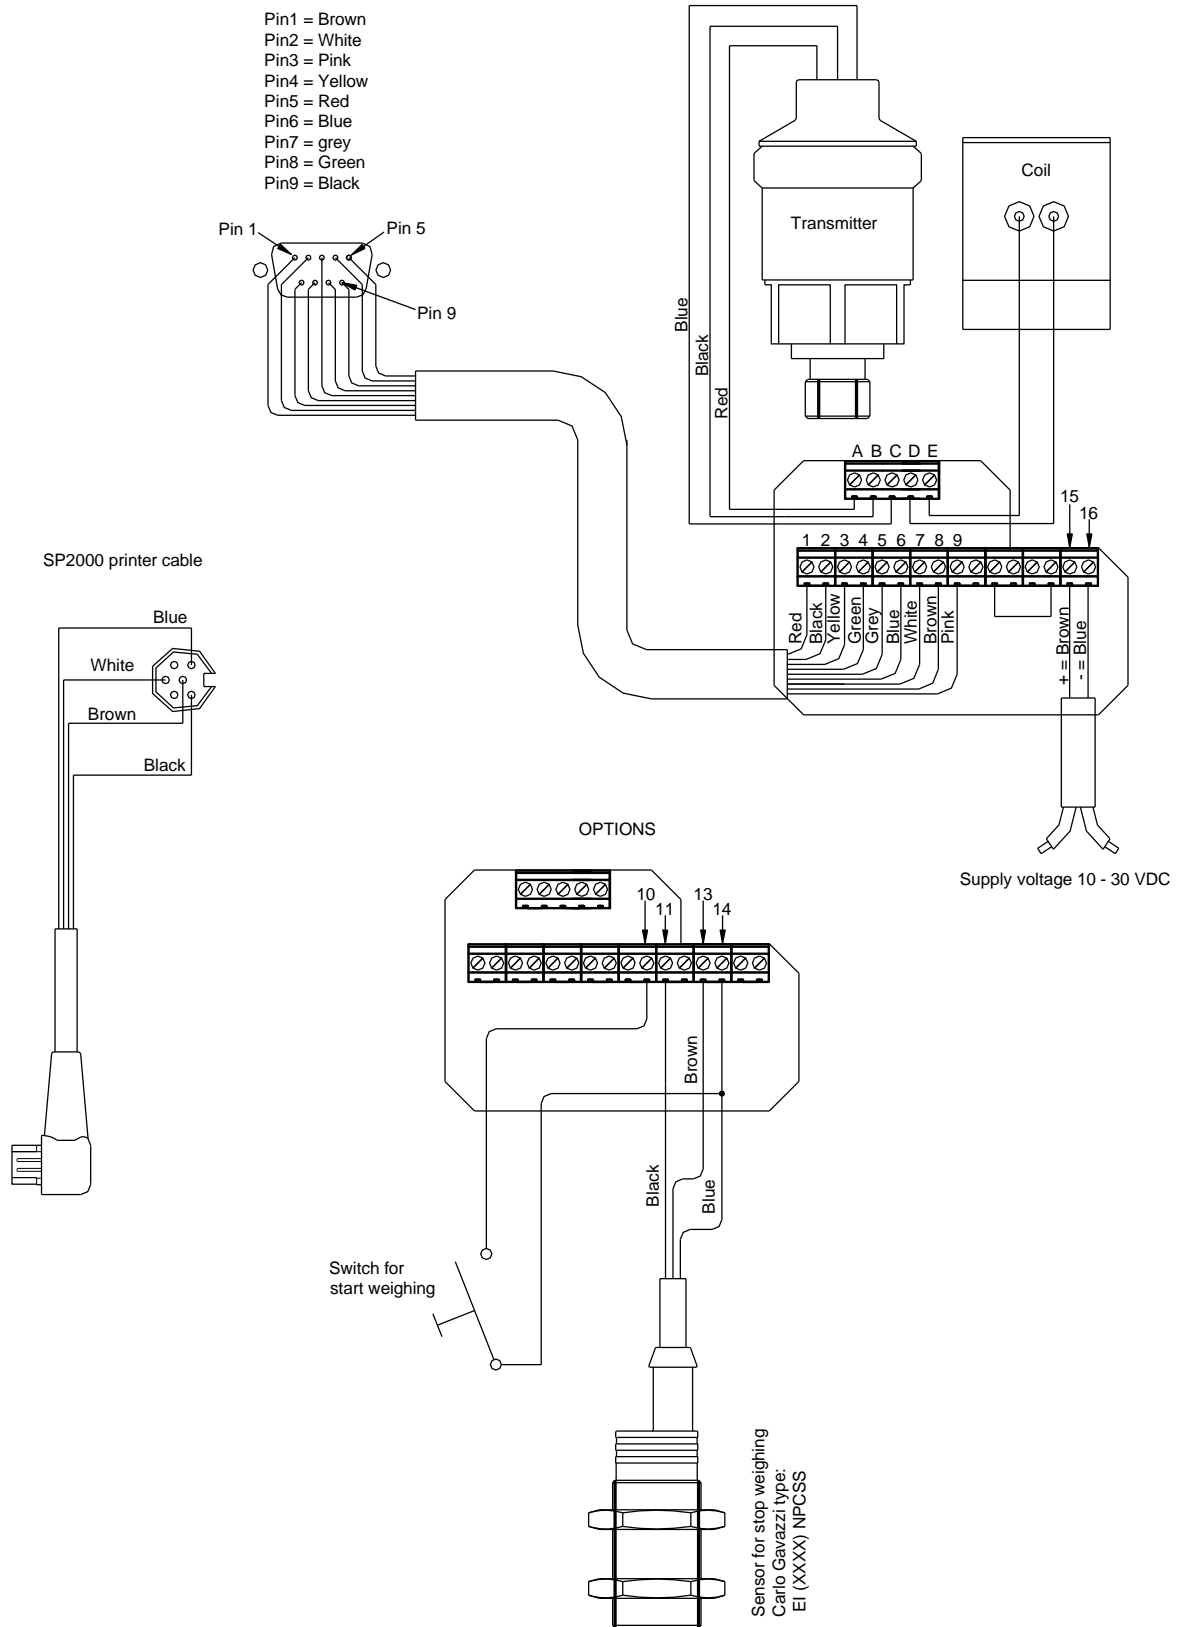 Pin1 = Brown
Pin2 = White
Pin3 = Pink
Pin4 = Yellow
Pin5 = Red
Pin6 = Blue
Pin7 = grey
Pin8 = Green
Pin9 = Black
Pin 1
Pin 5
Pin 9
Blue
Black
Red
Transmitter
Coil
A B C D E
15
16
1 2 3 4 5 6 7 8 9
Red
Black
Yellow
Green
Grey
Blue
White
Brown
Pink
+ = Brown
- = Blue
Supply voltage 10 - 30 VDC
SP2000 printer cable
Blue
White
Brown
Black
OPTIONS
10
11
13
14
Brown
Black
Blue
Switch for
start weighing
Sensor for stop weighing
Carlo Gavazzi type:
EI (XXXX) NPCSS